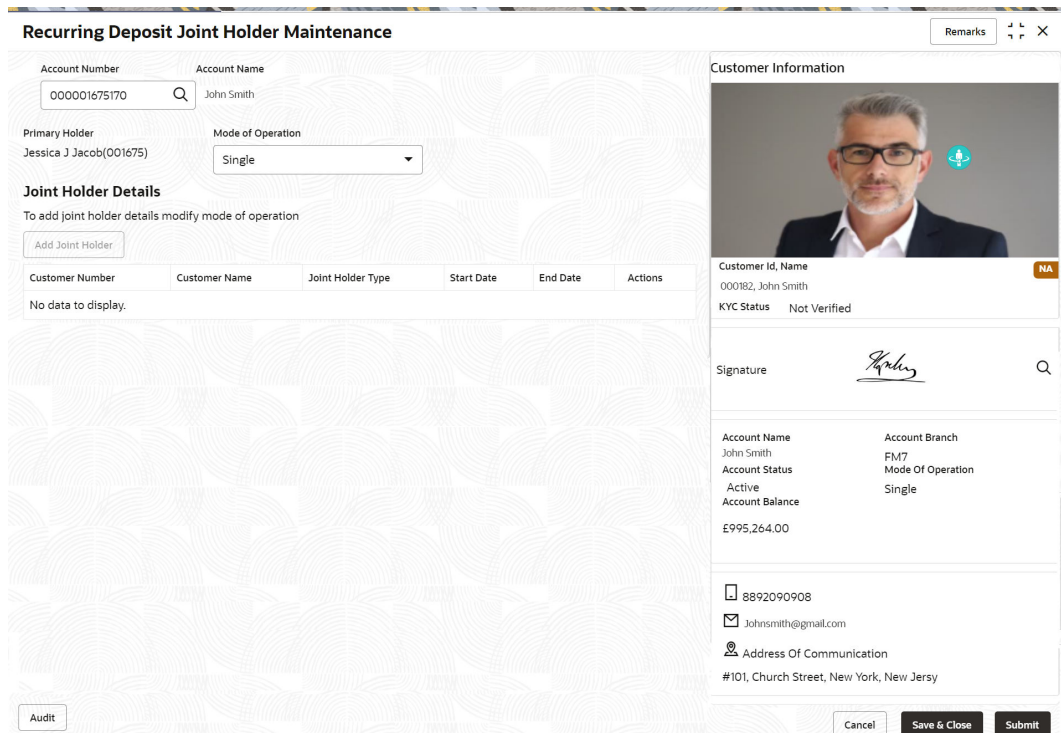 Recurring Deposit Joint Holder Maintenance
Remarks
Account Number Account Name
000001675170 John Smith
Primary Holder Mode of Operation
Jessica J Jacob(001675) Single
Joint Holder Details
To add joint holder details modify mode of operation
Add Joint Holder
Customer Number Customer Name Joint Holder Type Start Date End Date Actions
No data to display.
Customer Information
Customer Id, Name NA
000182, John Smith
KYC Status Not Verified
Signature
Account Name Account Branch
John Smith FM7
Account Status Mode Of Operation
Active Single
Account Balance
£995,264.00
8892090908
Johnsmith@gmail.com
Address Of Communication
#101, Church Street, New York, New Jersy
Audit Cancel Save & Close Submit